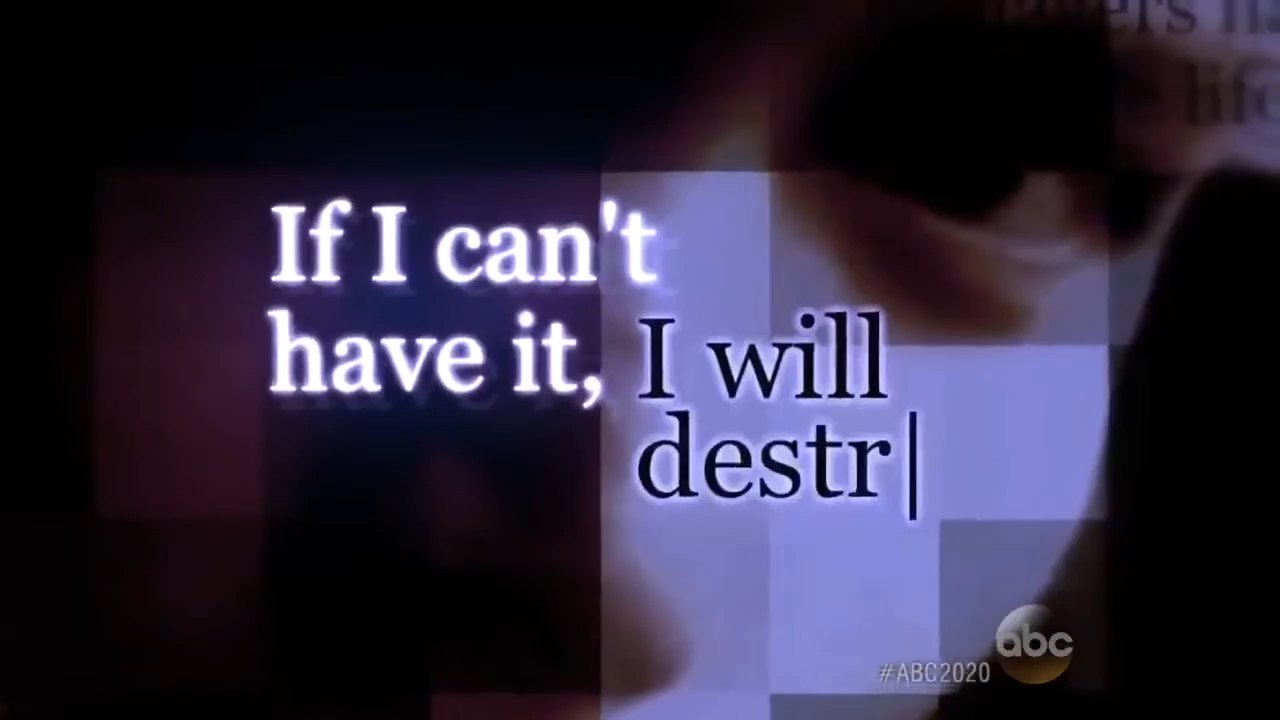 If I can't
have it, I will
destr
#ABC2020
abc